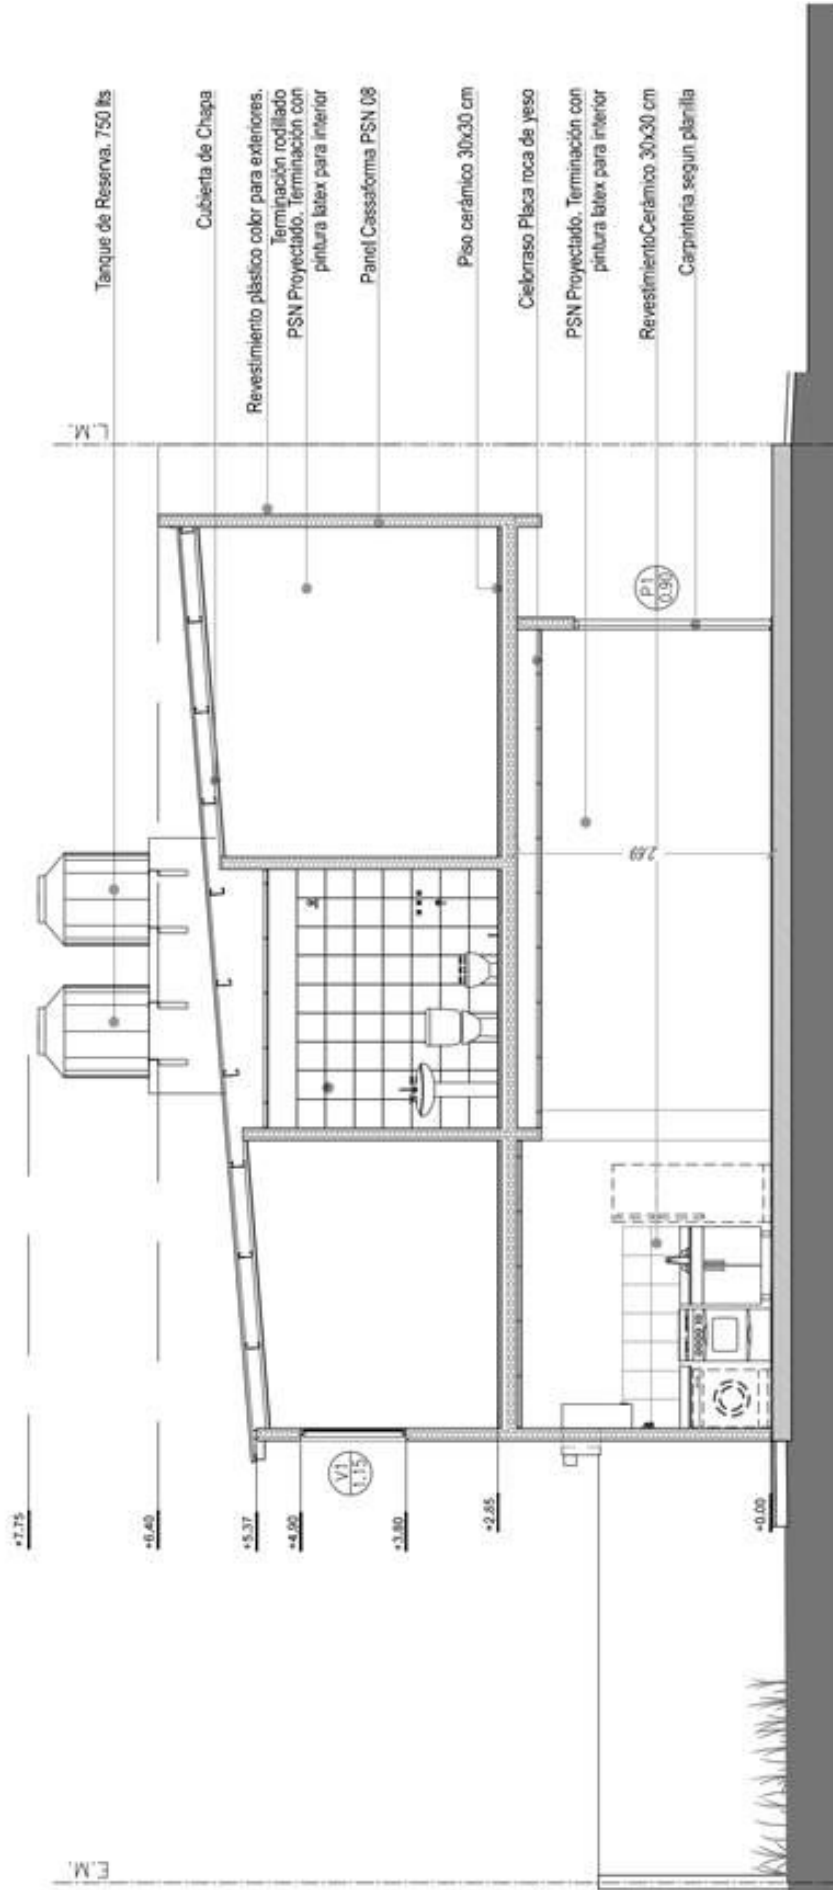 Tanque de Reserva. 750 lts
Cubierta de Chapa
Revestimiento plástico color para exteriores.
Terminación rodillado
PSN Proyectado. Terminación con
pintura latex para interior
Panel Cassaforma PSN 08
Piso cerámico 30x30 cm
Cielorraso Placa roca de yeso
PSN Proyectado. Terminación con
pintura latex para interior
RevestimientoCerámico 30x30 cm
Carpinteria segun planilla
L.M.
P1
0.90
2.69
V1
1.15
+7.75
+6.40
+5.37
+4.90
+3.80
+2.85
+0.00
E.M.